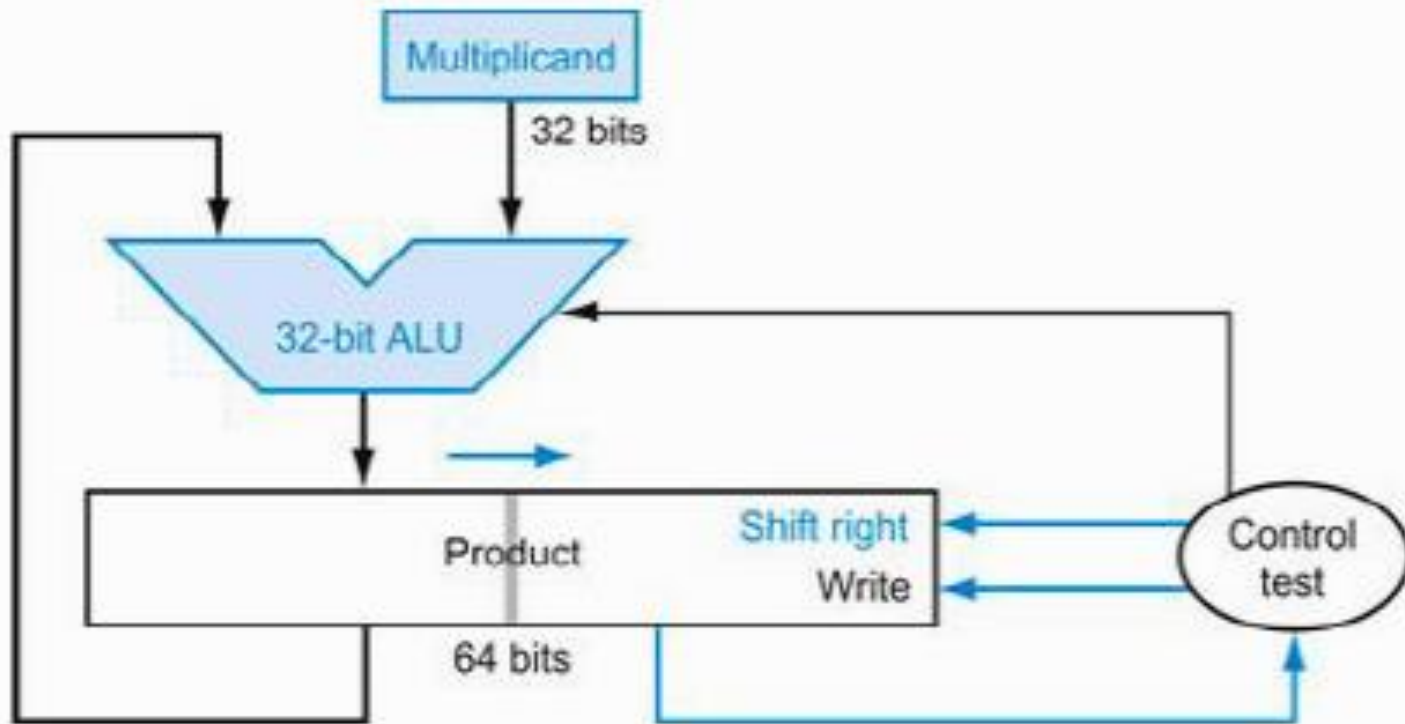 Multiplicand
32 bits
32-bit ALU
Product
Shift right
Write
64 bits
Control
test